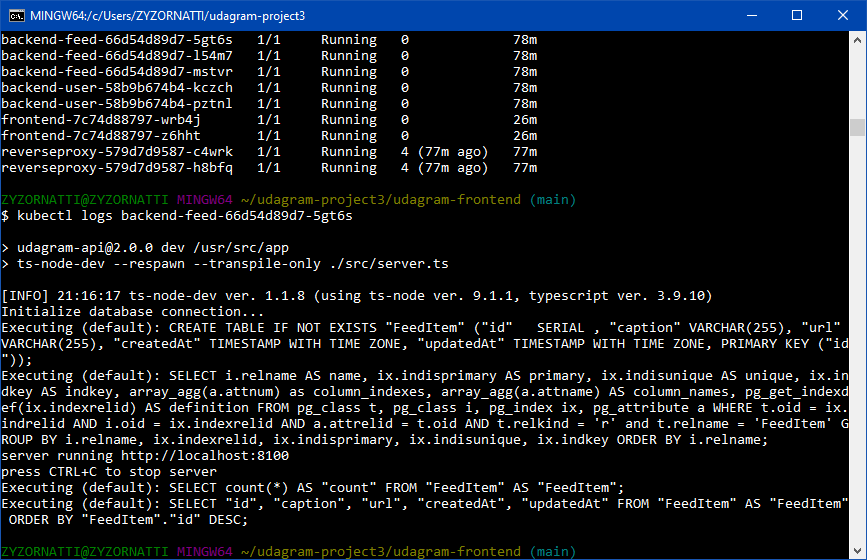 MINGW64:/c/Users/ZYZORNATTI/udagram-project3
backend-feed-66d54d89d7-5gt6s   1/1     Running   0             78m
backend-feed-66d54d89d7-l54m7   1/1     Running   0             78m
backend-feed-66d54d89d7-mstvr   1/1     Running   0             78m
backend-user-58b9b674b4-kczch   1/1     Running   0             78m
backend-user-58b9b674b4-pztnl   1/1     Running   0             78m
frontend-7c74d88797-wrb4j       1/1     Running   0             26m
frontend-7c74d88797-z6hht       1/1     Running   0             26m
reverseproxy-579d7d9587-c4wrk   1/1     Running   4 (77m ago)   77m
reverseproxy-579d7d9587-h8bfq   1/1     Running   4 (77m ago)   77m
ZYZORNATTI@ZYZORNATTI MINGW64 ~/udagram-project3/udagram-frontend (main)
$ kubectl logs backend-feed-66d54d89d7-5gt6s
> udagram-api@2.0.0 dev /usr/src/app
> ts-node-dev --respawn --transpile-only ./src/server.ts
[INFO] 21:16:17 ts-node-dev ver. 1.1.8 (using ts-node ver. 9.1.1, typescript ver. 3.9.10)
Initialize database connection...
Executing (default): CREATE TABLE IF NOT EXISTS "FeedItem" ("id"   SERIAL , "caption" VARCHAR(255), "url"
VARCHAR(255), "createdAt" TIMESTAMP WITH TIME ZONE, "updatedAt" TIMESTAMP WITH TIME ZONE, PRIMARY KEY ("id
"));
Executing (default): SELECT i.relname AS name, ix.indisprimary AS primary, ix.indisunique AS unique, ix.in
dkey AS indkey, array_agg(a.attnum) as column_indexes, array_agg(a.attname) AS column_names, pg_get_indexd
ef(ix.indexrelid) AS definition FROM pg_class t, pg_class i, pg_index ix, pg_attribute a WHERE t.oid = ix.
indrelid AND i.oid = ix.indexrelid AND a.attrelid = t.oid AND t.relkind = 'r' and t.relname = 'FeedItem' G
ROUP BY i.relname, ix.indexrelid, ix.indisprimary, ix.indisunique, ix.indkey ORDER BY i.relname;
server running http://localhost:8100
press CTRL+C to stop server
Executing (default): SELECT count(*) AS "count" FROM "FeedItem" AS "FeedItem";
Executing (default): SELECT "id", "caption", "url", "createdAt", "updatedAt" FROM "FeedItem" AS "FeedItem"
 ORDER BY "FeedItem"."id" DESC;
ZYZORNATTI@ZYZORNATTI MINGW64 ~/udagram-project3/udagram-frontend (main)